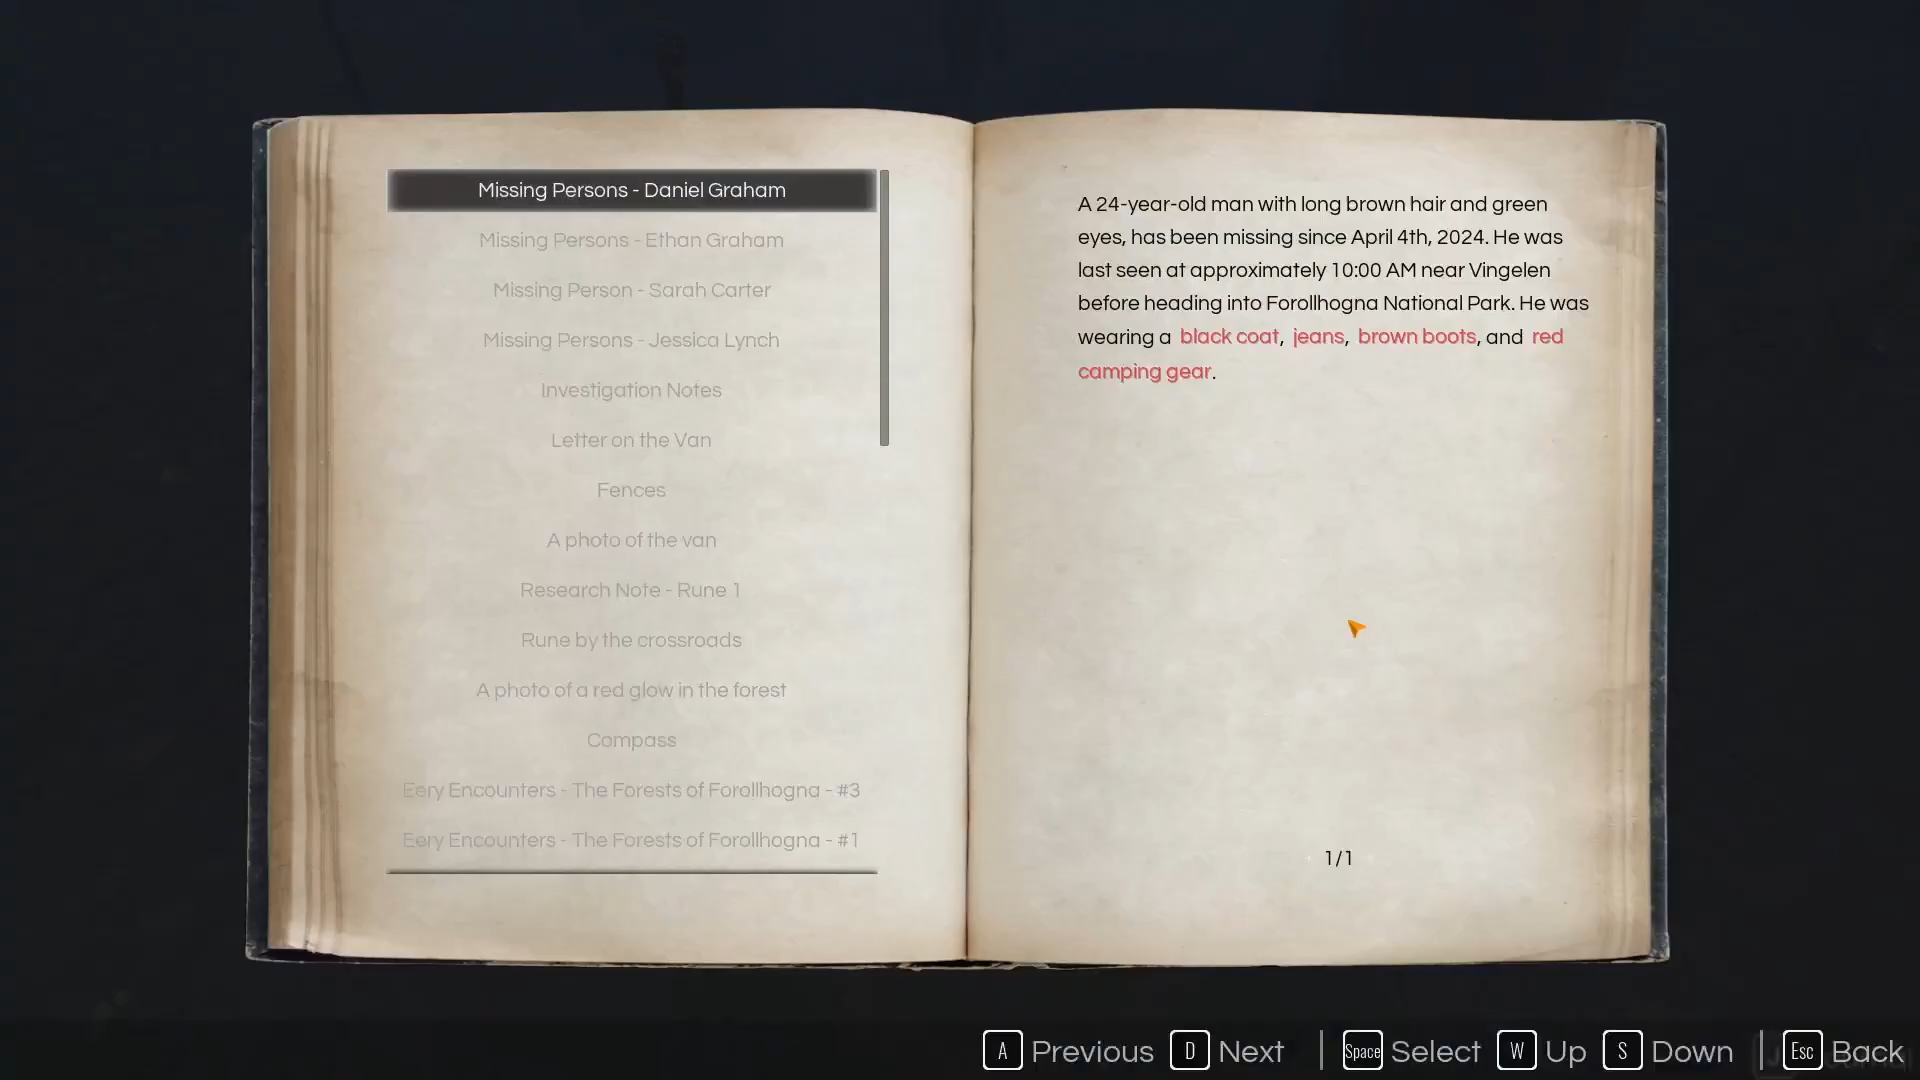 Missing Persons - Daniel Graham
Missing Persons - Ethan Graham
Missing Person - Sarah Carter
Missing Persons - Jessica Lynch
Investigation Notes
Letter on the Van
Fences
A photo of the van
Research Note - Rune 1
Rune by the crossroads
A photo of a red glow in the forest
Compass
Eery Encounters - The Forests of Forollhogna - #3
Eery Encounters - The Forests of Forollhogna - #1
A 24-year-old man with long brown hair and green
eyes, has been missing since April 4th, 2024. He was
last seen at approximately 10:00 AM near Vingelen
before heading into Forollhogna National Park. He was
wearing a black coat, jeans, brown boots, and red
camping gear.
1/1
A Previous D Next Space Select W Up S Down Esc Back